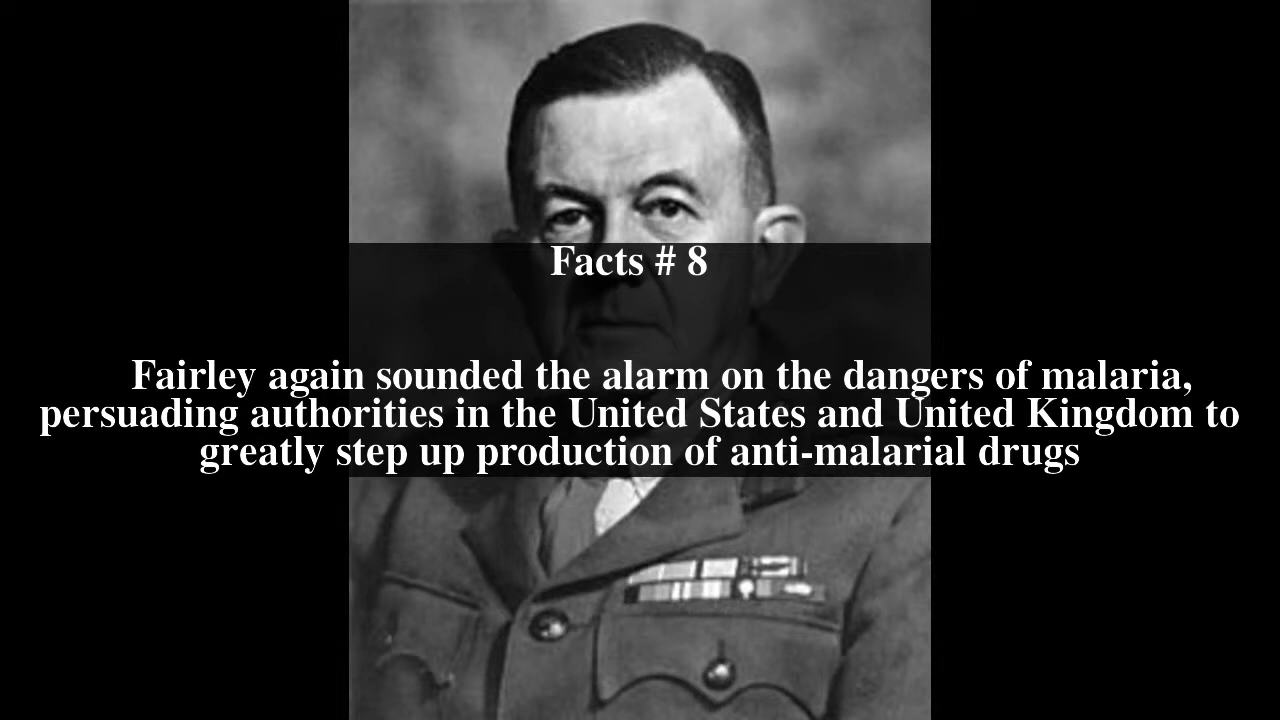 Facts # 8
Fairley again sounded the alarm on the dangers of malaria,
persuading authorities in the United States and United Kingdom to
greatly step up production of anti-malarial drugs